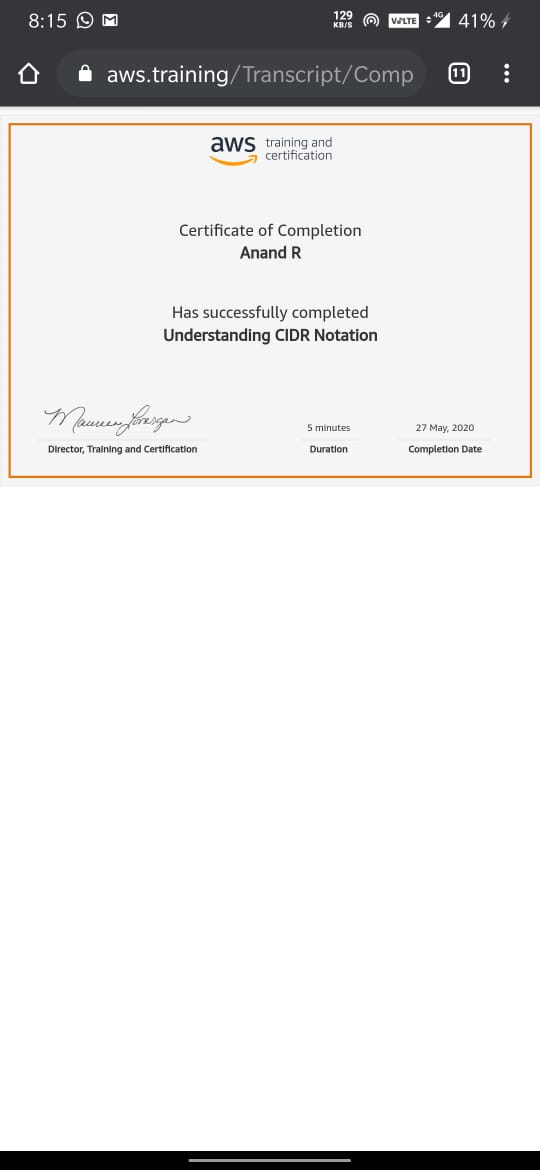 8:15
129
KB/S
VoLTE
4G
41%
aws.training/Transcript/Comp
11
aws training and
certification
Certificate of Completion
Anand R
Has successfully completed
Understanding CIDR Notation
Maureen Lonergan
5 minutes
27 May, 2020
Director, Training and Certification
Duration
Completion Date